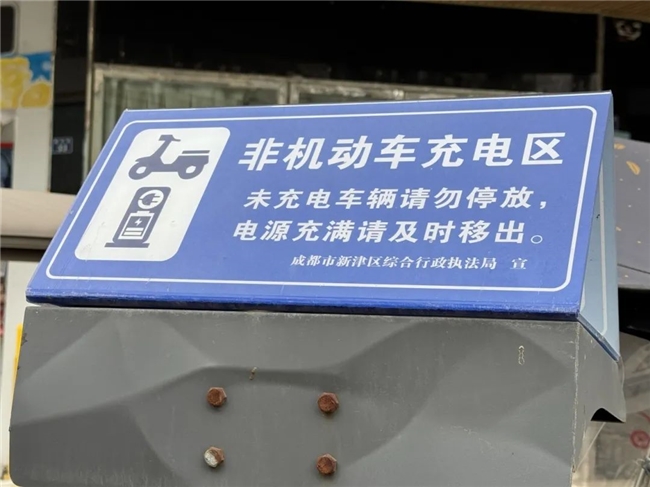 非机动车充电区
未充电车辆请勿停放，
电源充满请及时移出。
成都市新津区综合行政执法局 宣